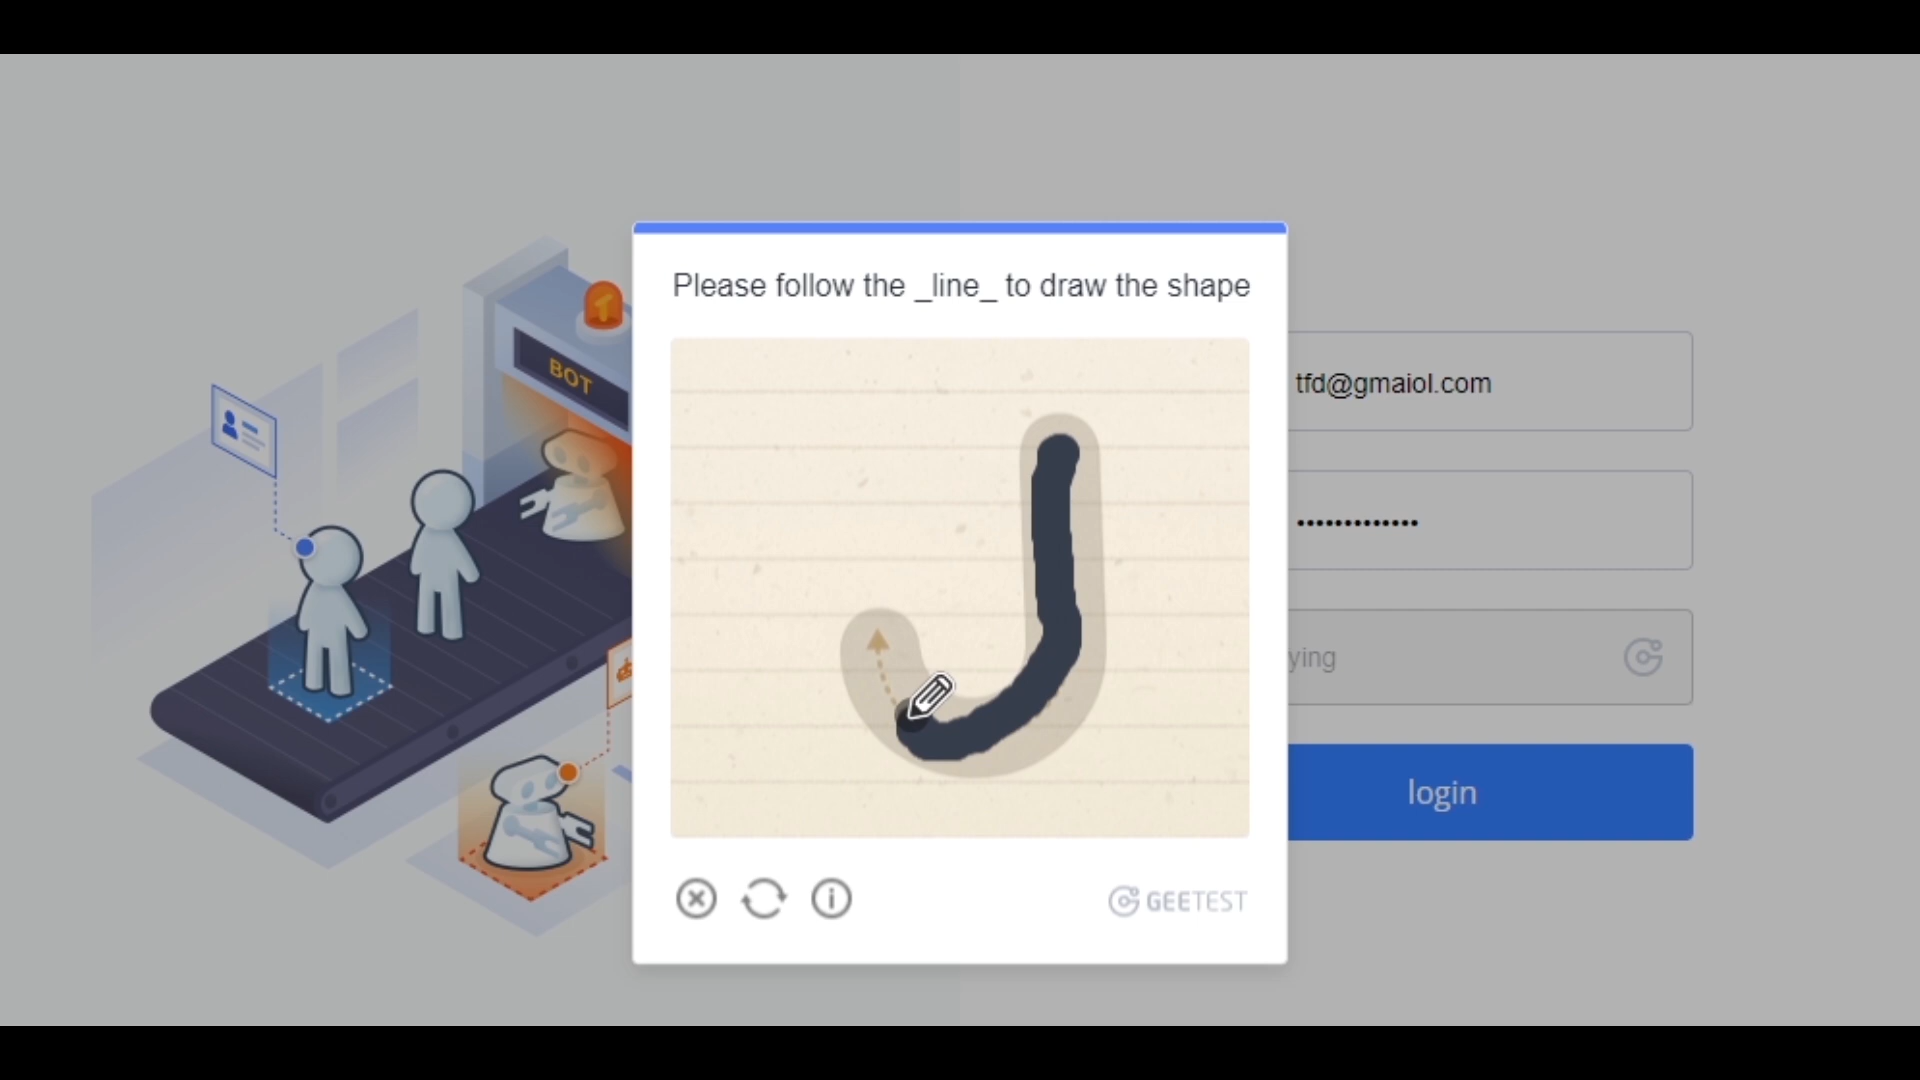 Please follow the _line_ to draw the shape
BOT
tfd@gmaiol.com
•••••••••••••
ying
login
GEETEST